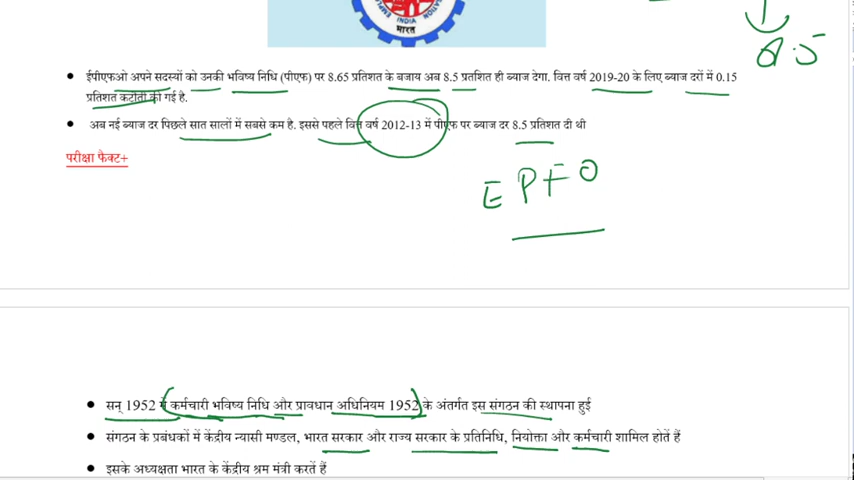 INDIA
भारत
8.5
ईपीएफओ अपने सदस्यों को उनकी भविष्य निधि (पीएफ) पर 8.65 प्रतिशत के बजाय अब 8.5 प्रतशित ही ब्याज देगा. वित्त वर्ष 2019-20 के लिए ब्याज दरों में 0.15
प्रतिशत कटौती की गई है.
अब नई ब्याज दर पिछले सात सालों में सबसे कम है. इससे पहले वित्त वर्ष 2012-13 में पीएफ पर ब्याज दर 8.5 प्रतिशत दी थी
परीक्षा फैक्ट+
EPFO
सन् 1952 में कर्मचारी भविष्य निधि और प्रावधान अधिनियम 1952 के अंतर्गत इस संगठन की स्थापना हुई
संगठन के प्रबंधकों में केंद्रीय न्यासी मण्डल, भारत सरकार और राज्य सरकार के प्रतिनिधि, नियोक्ता और कर्मचारी शामिल होतें हैं
इसके अध्यक्षता भारत के केंद्रीय श्रम मंत्री करतें हैं